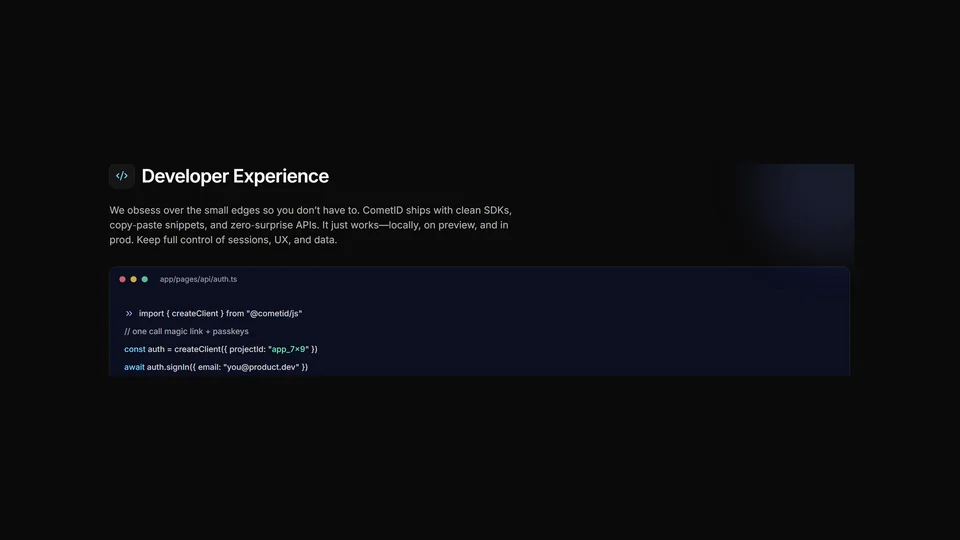 Developer Experience
We obsess over the small edges so you don’t have to. CometID ships with clean SDKs,
copy-paste snippets, and zero-surprise APIs. It just works—locally, on preview, and in
prod. Keep full control of sessions, UX, and data.
app/pages/api/auth.ts
import { createClient } from "@cometid/js"
// one call magic link + passkeys
const auth = createClient({ projectId: "app_7x9" })
await auth.signIn({ email: "you@product.dev" })